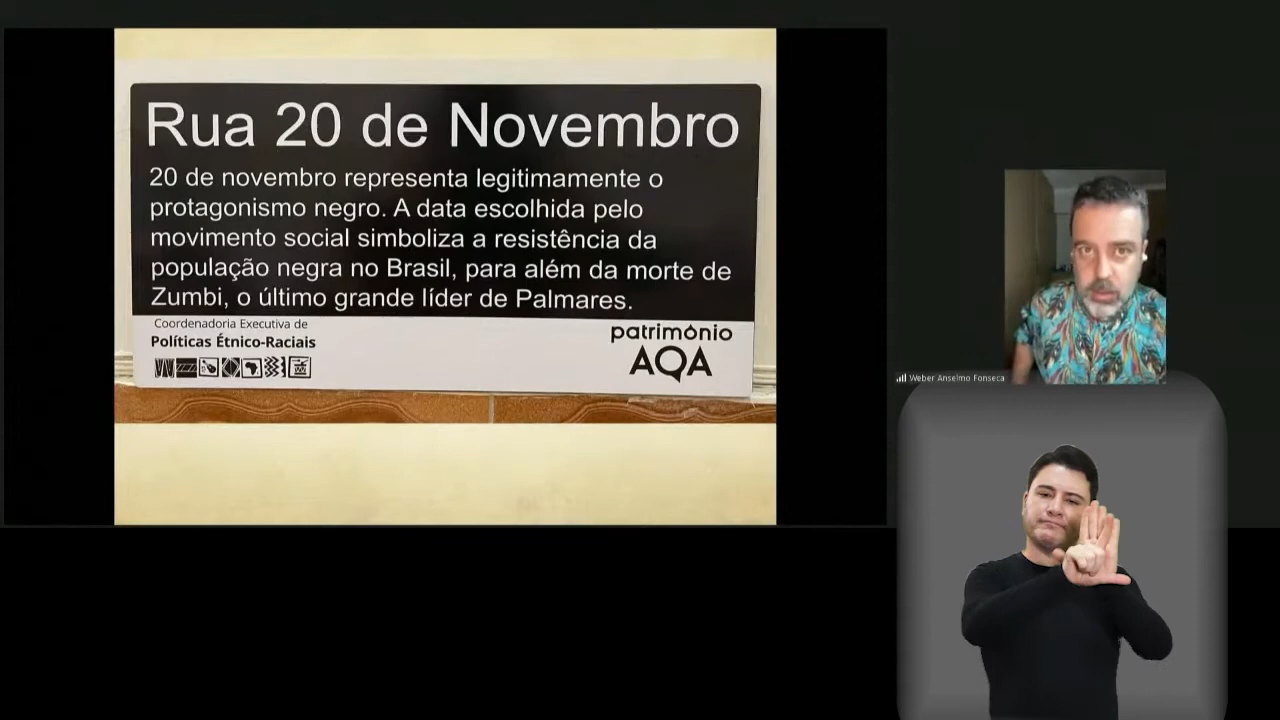 Rua 20 de Novembro
20 de novembro representa legitimamente o
protagonismo negro. A data escolhida pelo
movimento social simboliza a resistência da
população negra no Brasil, para além da morte de
Zumbi, o último grande líder de Palmares.
Coordenadoria Executiva de
Políticas Étnico-Raciais
patrimônio
AQA
Weber Anselmo Fonseca